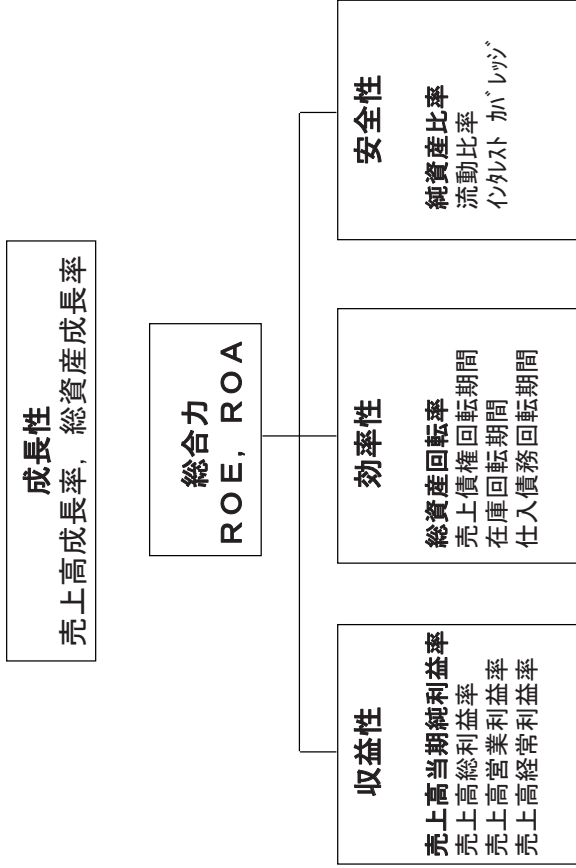 成長性
売上高成長率, 総資産成長率
総合力
ROE, ROA
収益性
売上高当期純利益率
売上高総利益率
売上高営業利益率
売上高経常利益率
効率性
総資産回転率
売上債権回転期間
在庫回転期間
仕入債務回転期間
安全性
純資産比率
流動比率
インタレスト カバレッジ